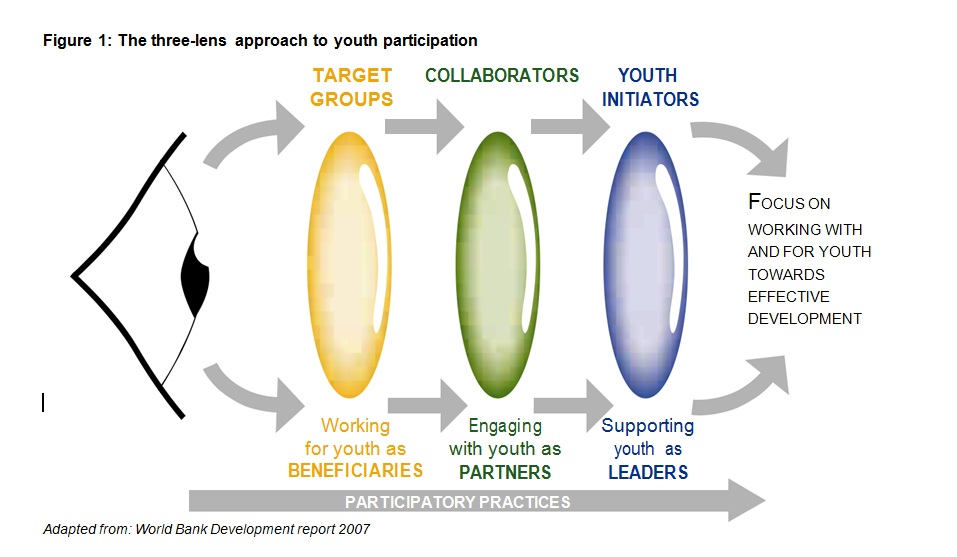 Figure 1: The three-lens approach to youth participation
TARGET
GROUPS
COLLABORATORS
YOUTH
INITIATORS
FOCUS ON
WORKING WITH
AND FOR YOUTH
TOWARDS
EFFECTIVE
DEVELOPMENT
Working
for youth as
BENEFICIARIES
Engaging
with youth as
PARTNERS
Supporting
youth as
LEADERS
PARTICIPATORY PRACTICES
Adapted from: World Bank Development report 2007